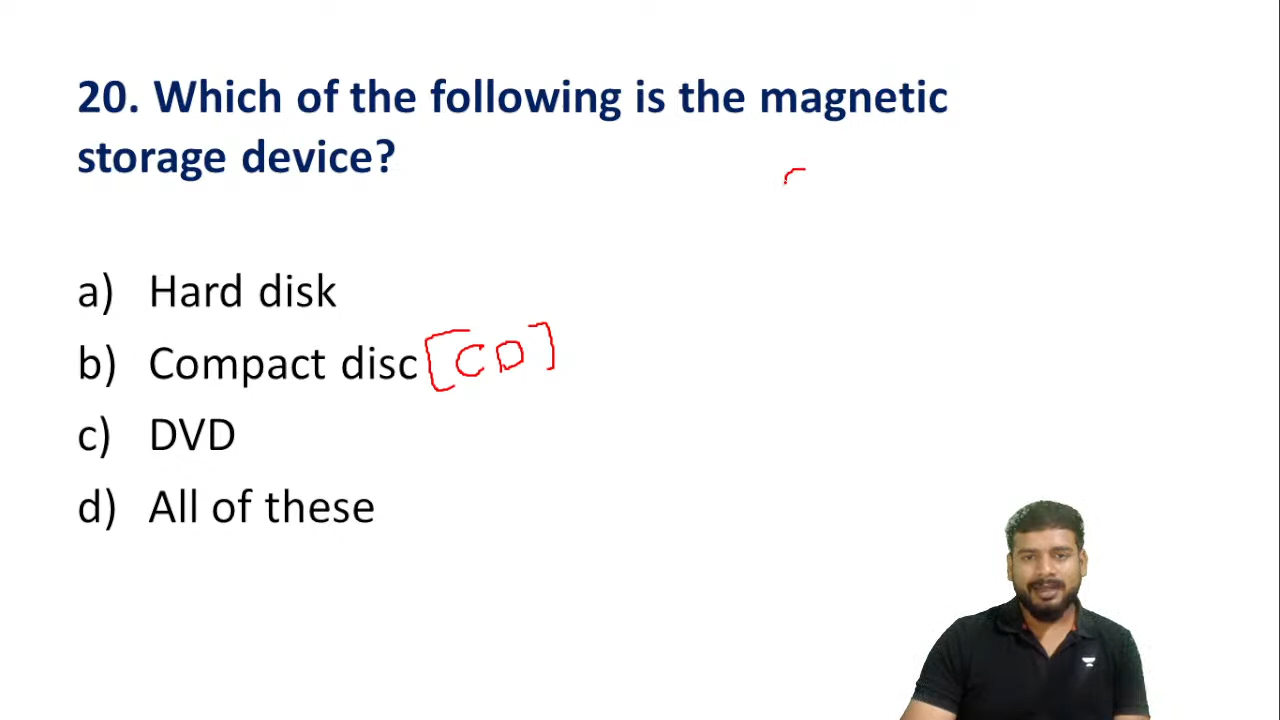 20. Which of the following is the magnetic
storage device?
a) Hard disk
b) Compact disc [CD]
c) DVD
d) All of these